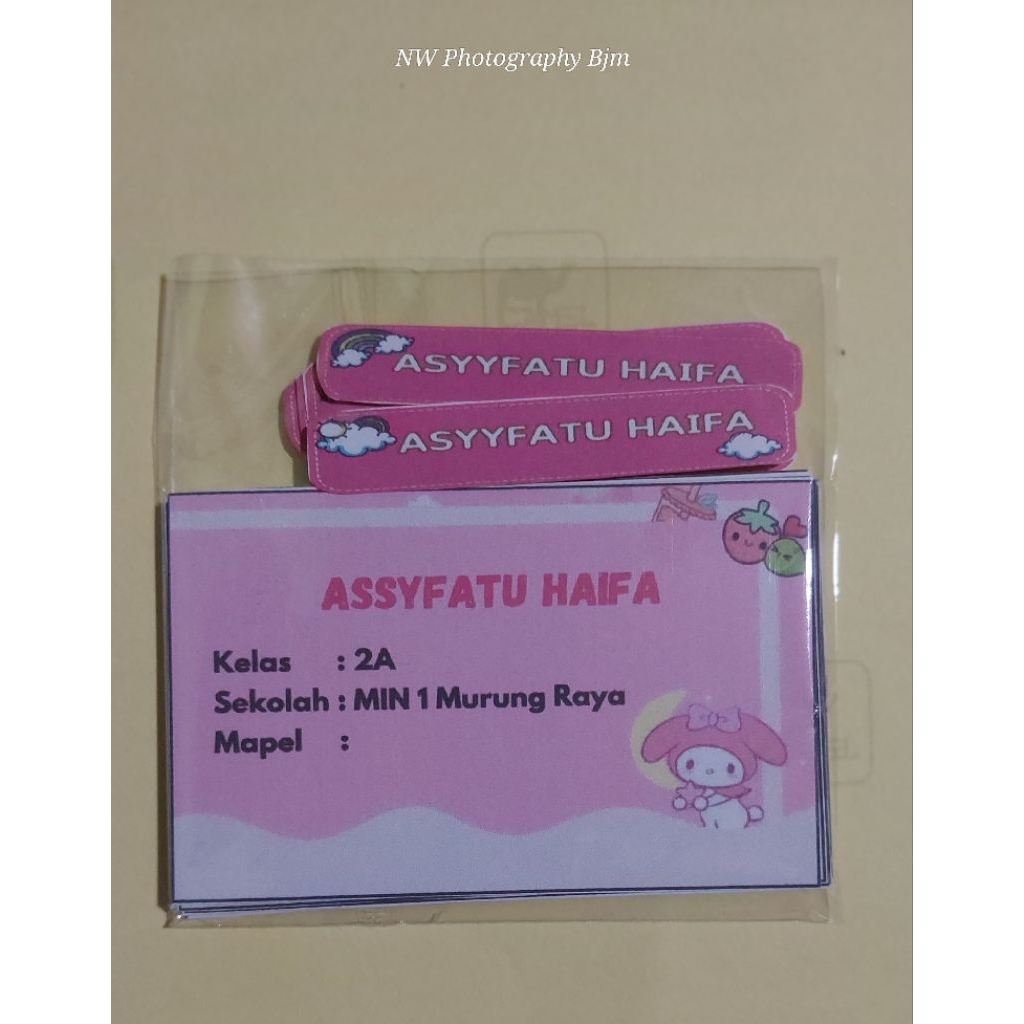 NW Photography Bjm
ASYYFATU HAIFA
ASYYFATU HAIFA
ASSYFATU HAIFA
Kelas : 2A
Sekolah : MIN 1 Murung Raya
Mapel :